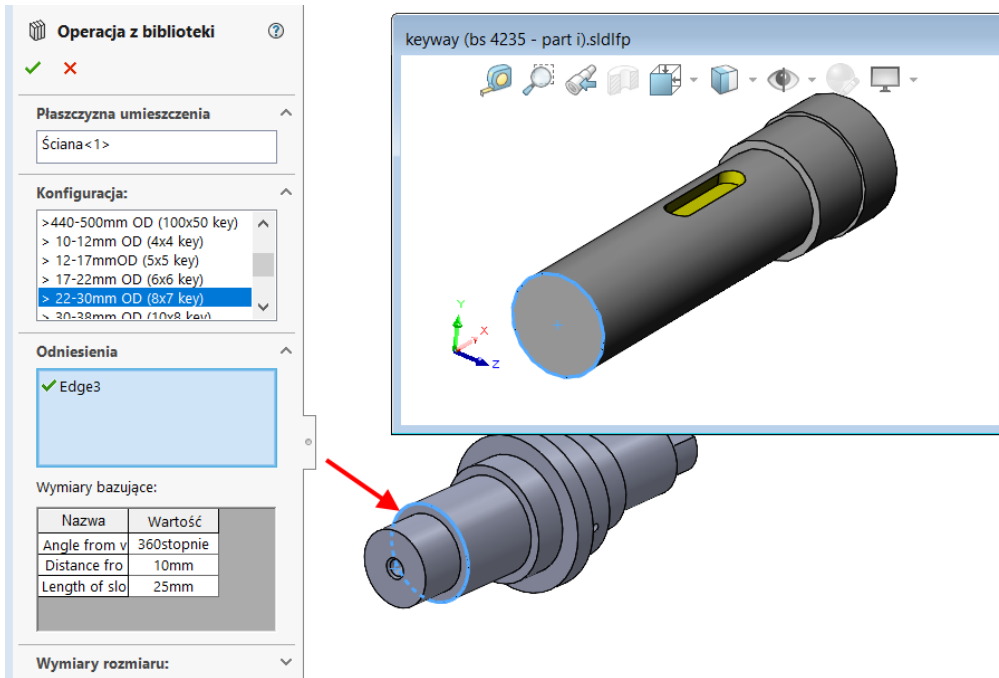 Operacja z biblioteki
Płaszczyzna umieszczenia
Ściana<1>
Konfiguracja:
>440-500mm OD (100x50 key)
> 10-12mm OD (4x4 key)
> 12-17mmOD (5x5 key)
> 17-22mm OD (6x6 key)
> 22-30mm OD (8x7 key)
> 30-38mm OD (10x8 key)
Odniesienia
Edge3
Wymiary bazujące:
Nazwa Wartość
Angle from v 360stopnie
Distance fro 10mm
Length of slo 25mm
Wymiary rozmiaru:
keyway (bs 4235 - part i).sldlfp
Y
X
Z